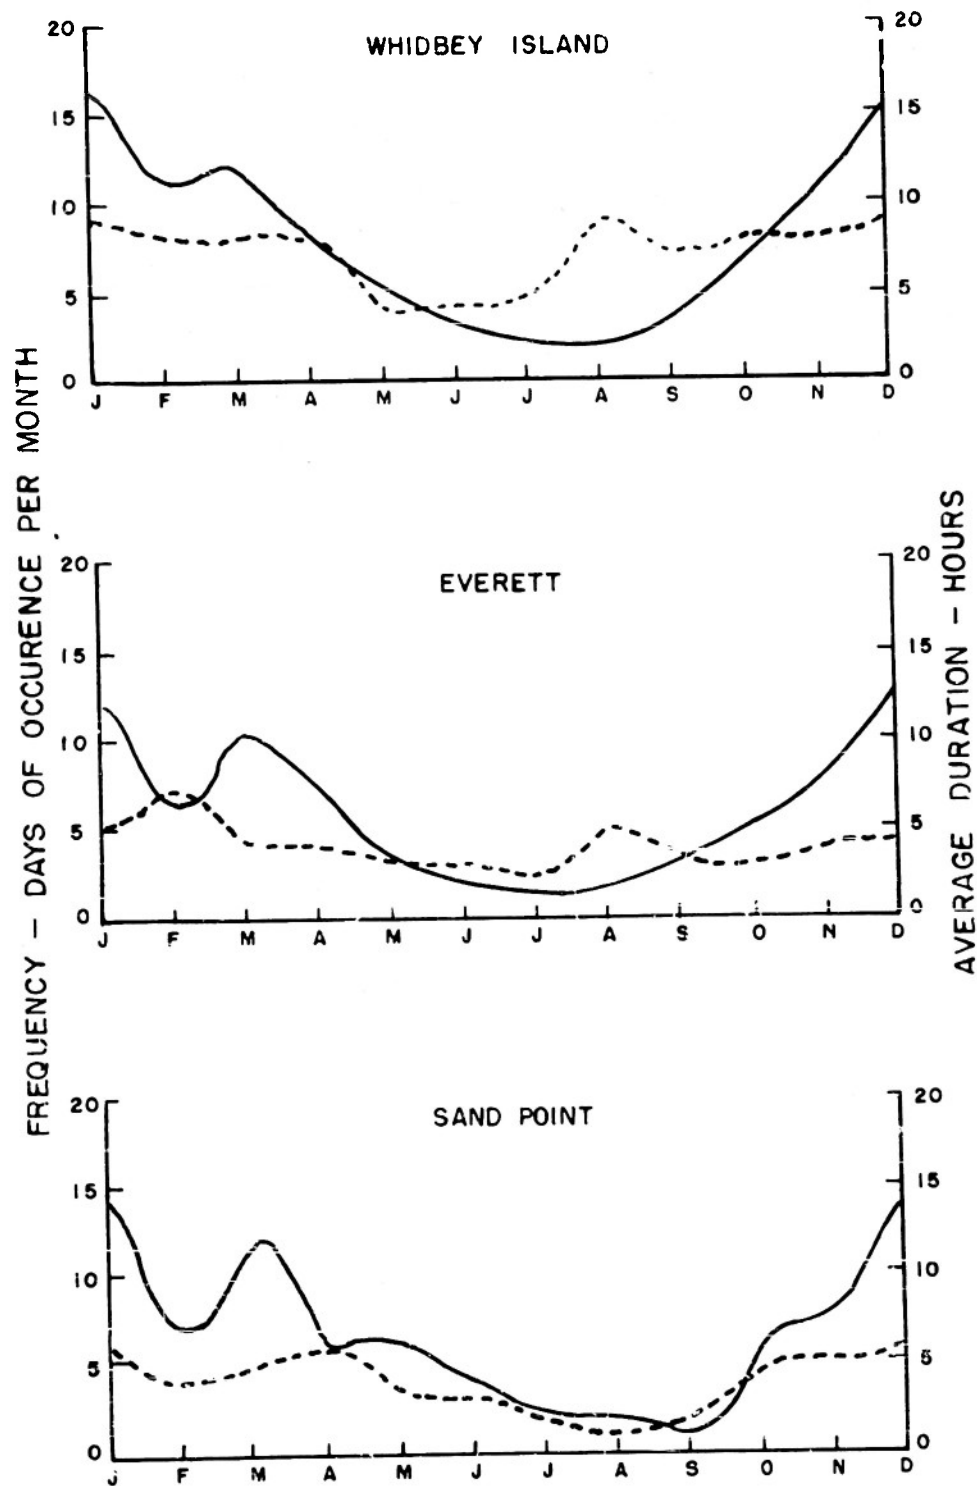 WHIDBEY ISLAND
20 20
15 15
10 10
5 5
0 0
J F M A M J J A S O N D
FREQUENCY — DAYS OF OCCURENCE PER MONTH
AVERAGE DURATION — HOURS
EVERETT
20 20
15 15
10 10
5 5
0 0
J F M A M J J A S O N D
SAND POINT
20 20
15 15
10 10
5 5
0 0
J F M A M J J A S O N D